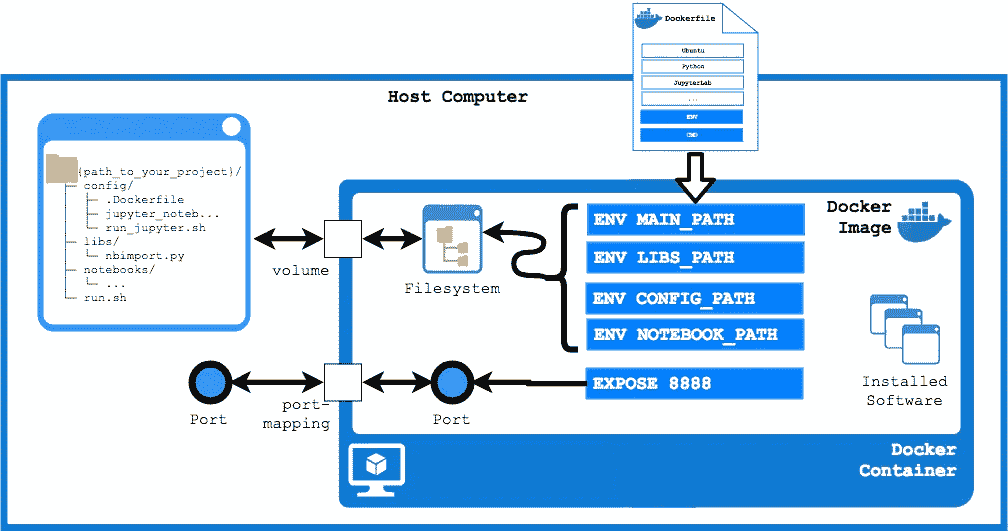 Dockerfile
Ubuntu
Python
JupyterLab
...
ENV
CMD
Host Computer
{path_to_your_project}/
config/
.Dockerfile
jupyter_noteb...
run_jupyter.sh
libs/
nbimport.py
notebooks/
...
run.sh
volume
Filesystem
ENV MAIN_PATH
ENV LIBS_PATH
ENV CONFIG_PATH
ENV NOTEBOOK_PATH
EXPOSE 8888
Docker
Image
Installed
Software
Port
port-
mapping
Port
Docker
Container